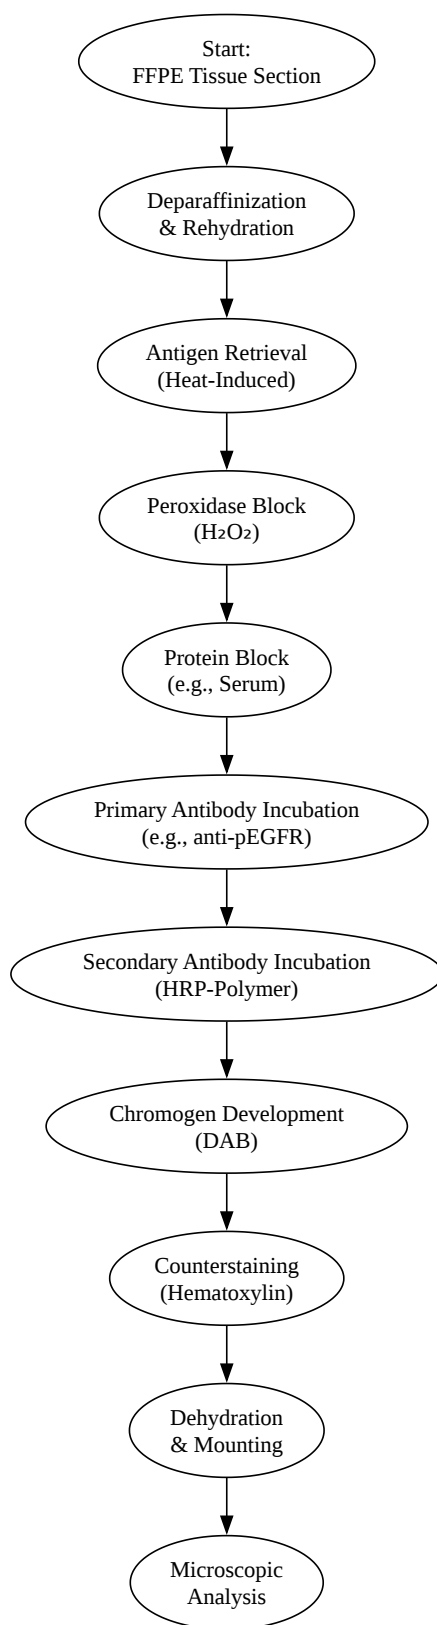 Start:
FFPE Tissue Section
Deparaffinization
& Rehydration
Antigen Retrieval
(Heat-Induced)
Peroxidase Block
(H₂O₂)
Protein Block
(e.g., Serum)
Primary Antibody Incubation
(e.g., anti-pEGFR)
Secondary Antibody Incubation
(HRP-Polymer)
Chromogen Development
(DAB)
Counterstaining
(Hematoxylin)
Dehydration
& Mounting
Microscopic
Analysis